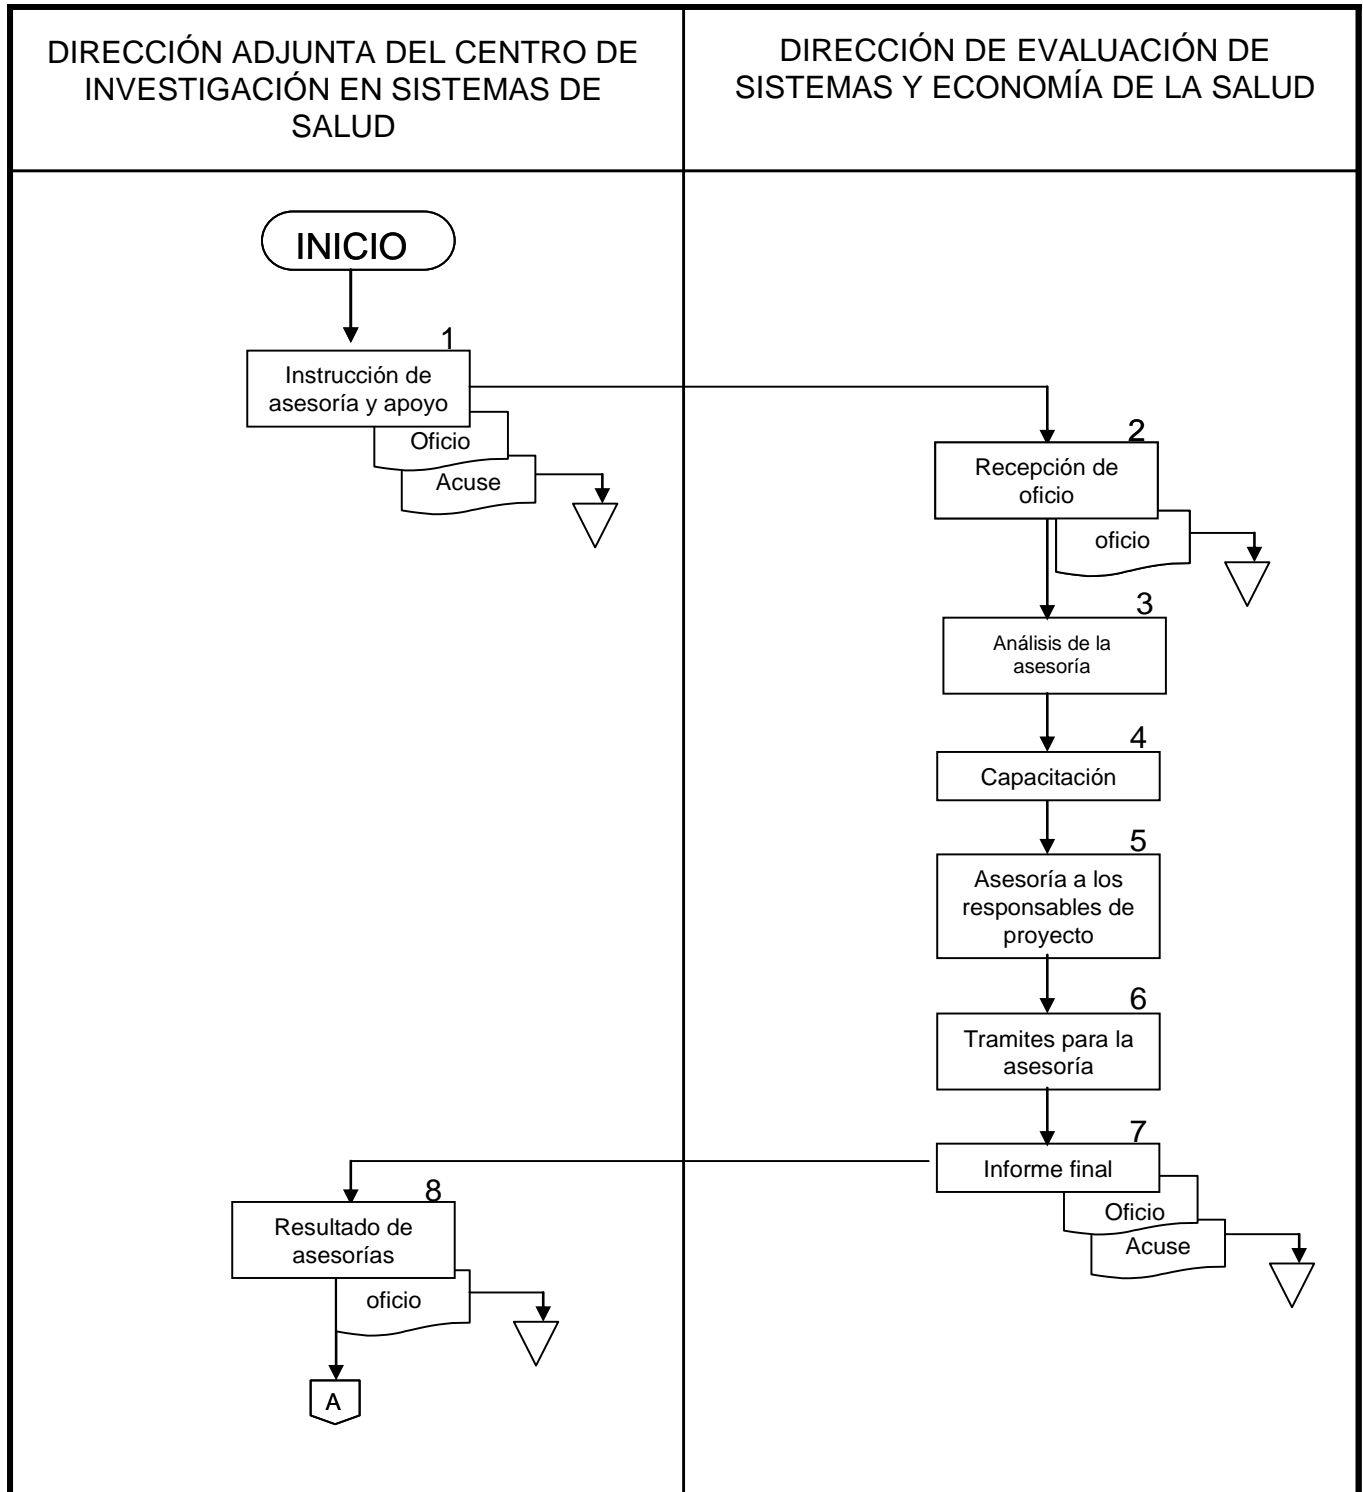 DIRECCIÓN ADJUNTA DEL CENTRO DE
INVESTIGACIÓN EN SISTEMAS DE
SALUD
DIRECCIÓN DE EVALUACIÓN DE
SISTEMAS Y ECONOMÍA DE LA SALUD
INICIO
1
Instrucción de
asesoría y apoyo
Oficio
Acuse
2
Recepción de
oficio
oficio
3
Análisis de la
asesoría
4
Capacitación
5
Asesoría a los
responsables de
proyecto
6
Tramites para la
asesoría
7
Informe final
Oficio
Acuse
8
Resultado de
asesorías
oficio
A